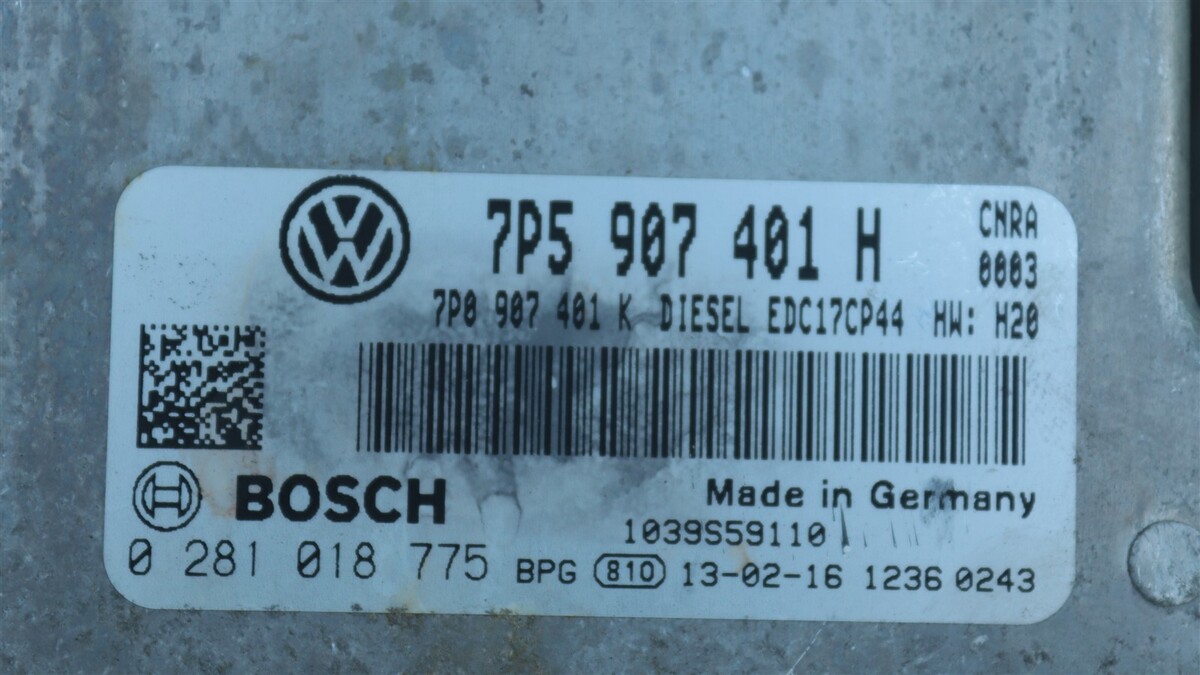 7P5 907 401 H
CNRA
0003
7P0 907 401 K DIESEL EDC17CP44 HW: H20
BOSCH
Made in Germany
1039S59110
0 281 018 775 BPG 810 13-02-16 1236 0243